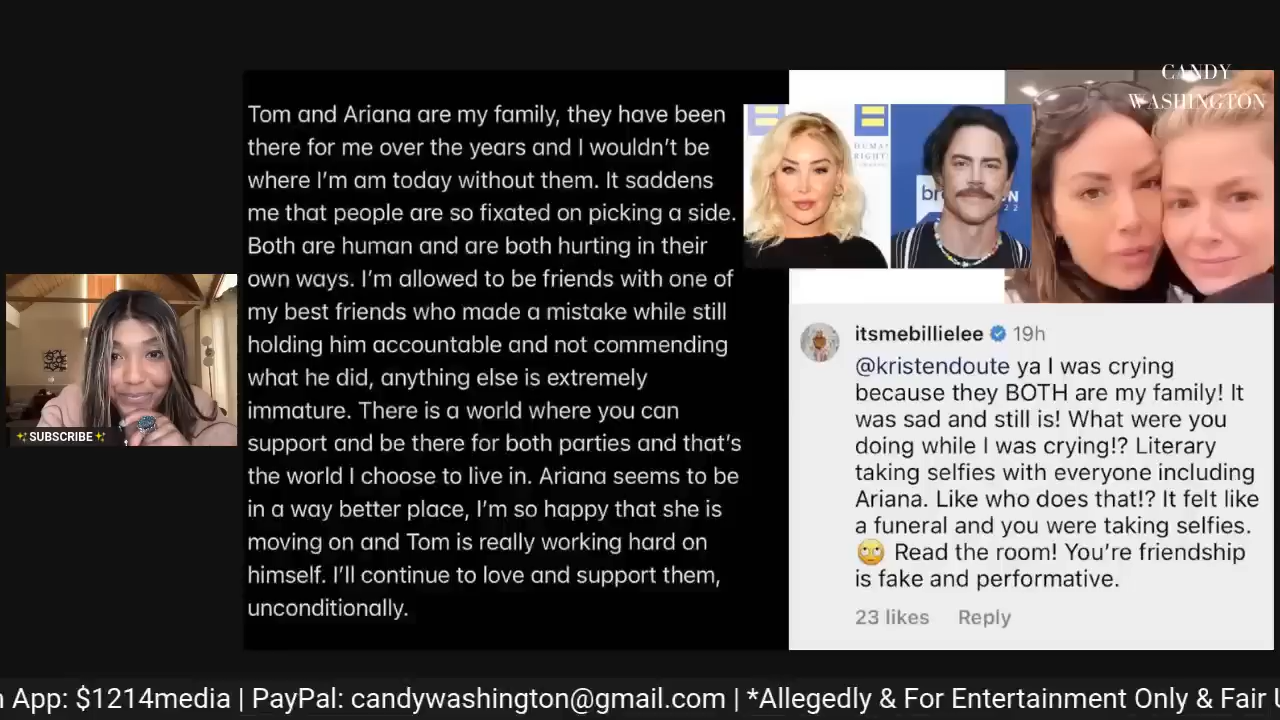 CANDY
WASHINGTON
Tom and Ariana are my family, they have been
there for me over the years and I wouldn't be
where I'm am today without them. It saddens
me that people are so fixated on picking a side.
Both are human and are both hurting in their
own ways. I'm allowed to be friends with one of
my best friends who made a mistake while still
holding him accountable and not commending
what he did, anything else is extremely
immature. There is a world where you can
support and be there for both parties and that's
the world I choose to live in. Ariana seems to be
in a way better place, I'm so happy that she is
moving on and Tom is really working hard on
himself. I'll continue to love and support them,
unconditionally.
HUMA
RIGHT
br
N
22
itsmebillielee 19h
@kristendoute ya I was crying
because they BOTH are my family! It
was sad and still is! What were you
doing while I was crying!? Literary
taking selfies with everyone including
Ariana. Like who does that!? It felt like
a funeral and you were taking selfies.
🙄 Read the room! You're friendship
is fake and performative.
23 likes Reply
✨ SUBSCRIBE ✨
n App: $1214media | PayPal: candywashington@gmail.com | *Allegedly & For Entertainment Only & Fair U